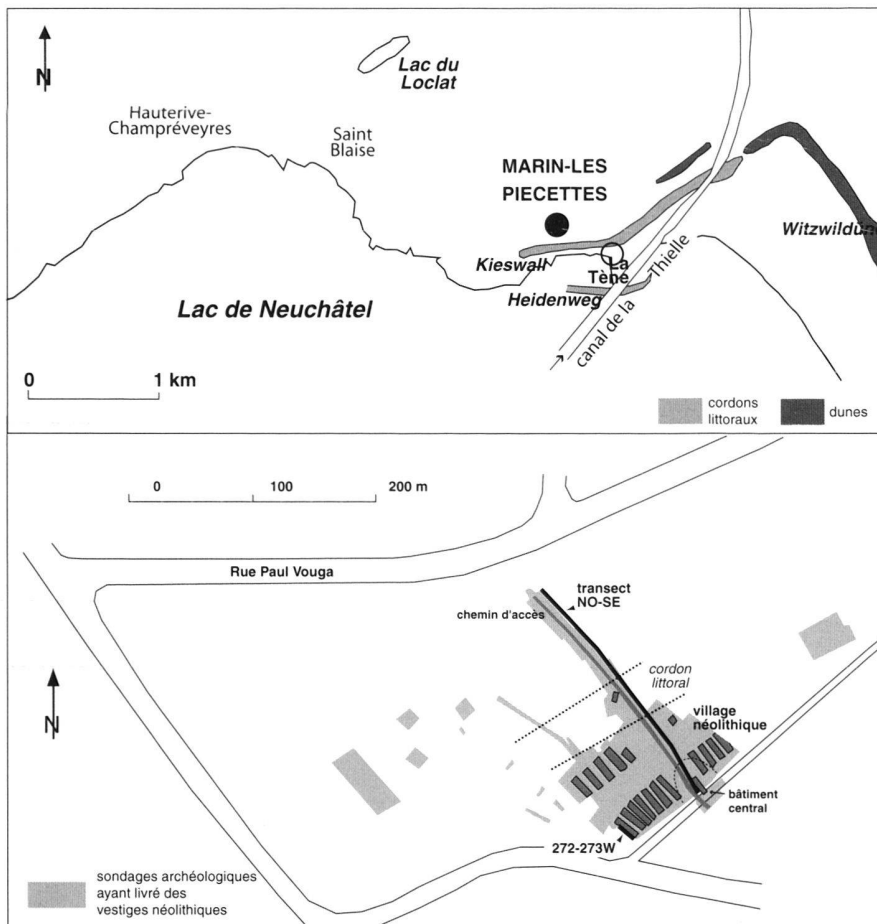 N
Lac du
Loclat
Hauterive-
Champréveyres
Saint
Blaise
MARIN-LES
PIECETTES
Kieswall
La
Tène
Witzwildün
Heidenweg
canal de la Thielle
Lac de Neuchâtel
0 1 km
cordons
littoraux
dunes
0 100 200 m
Rue Paul Vouga
transect
NO-SE
chemin d'accès
cordon
littoral
N
village
néolithique
bâtiment
central
272-273W
sondages archéologiques
ayant livré des
vestiges néolithiques